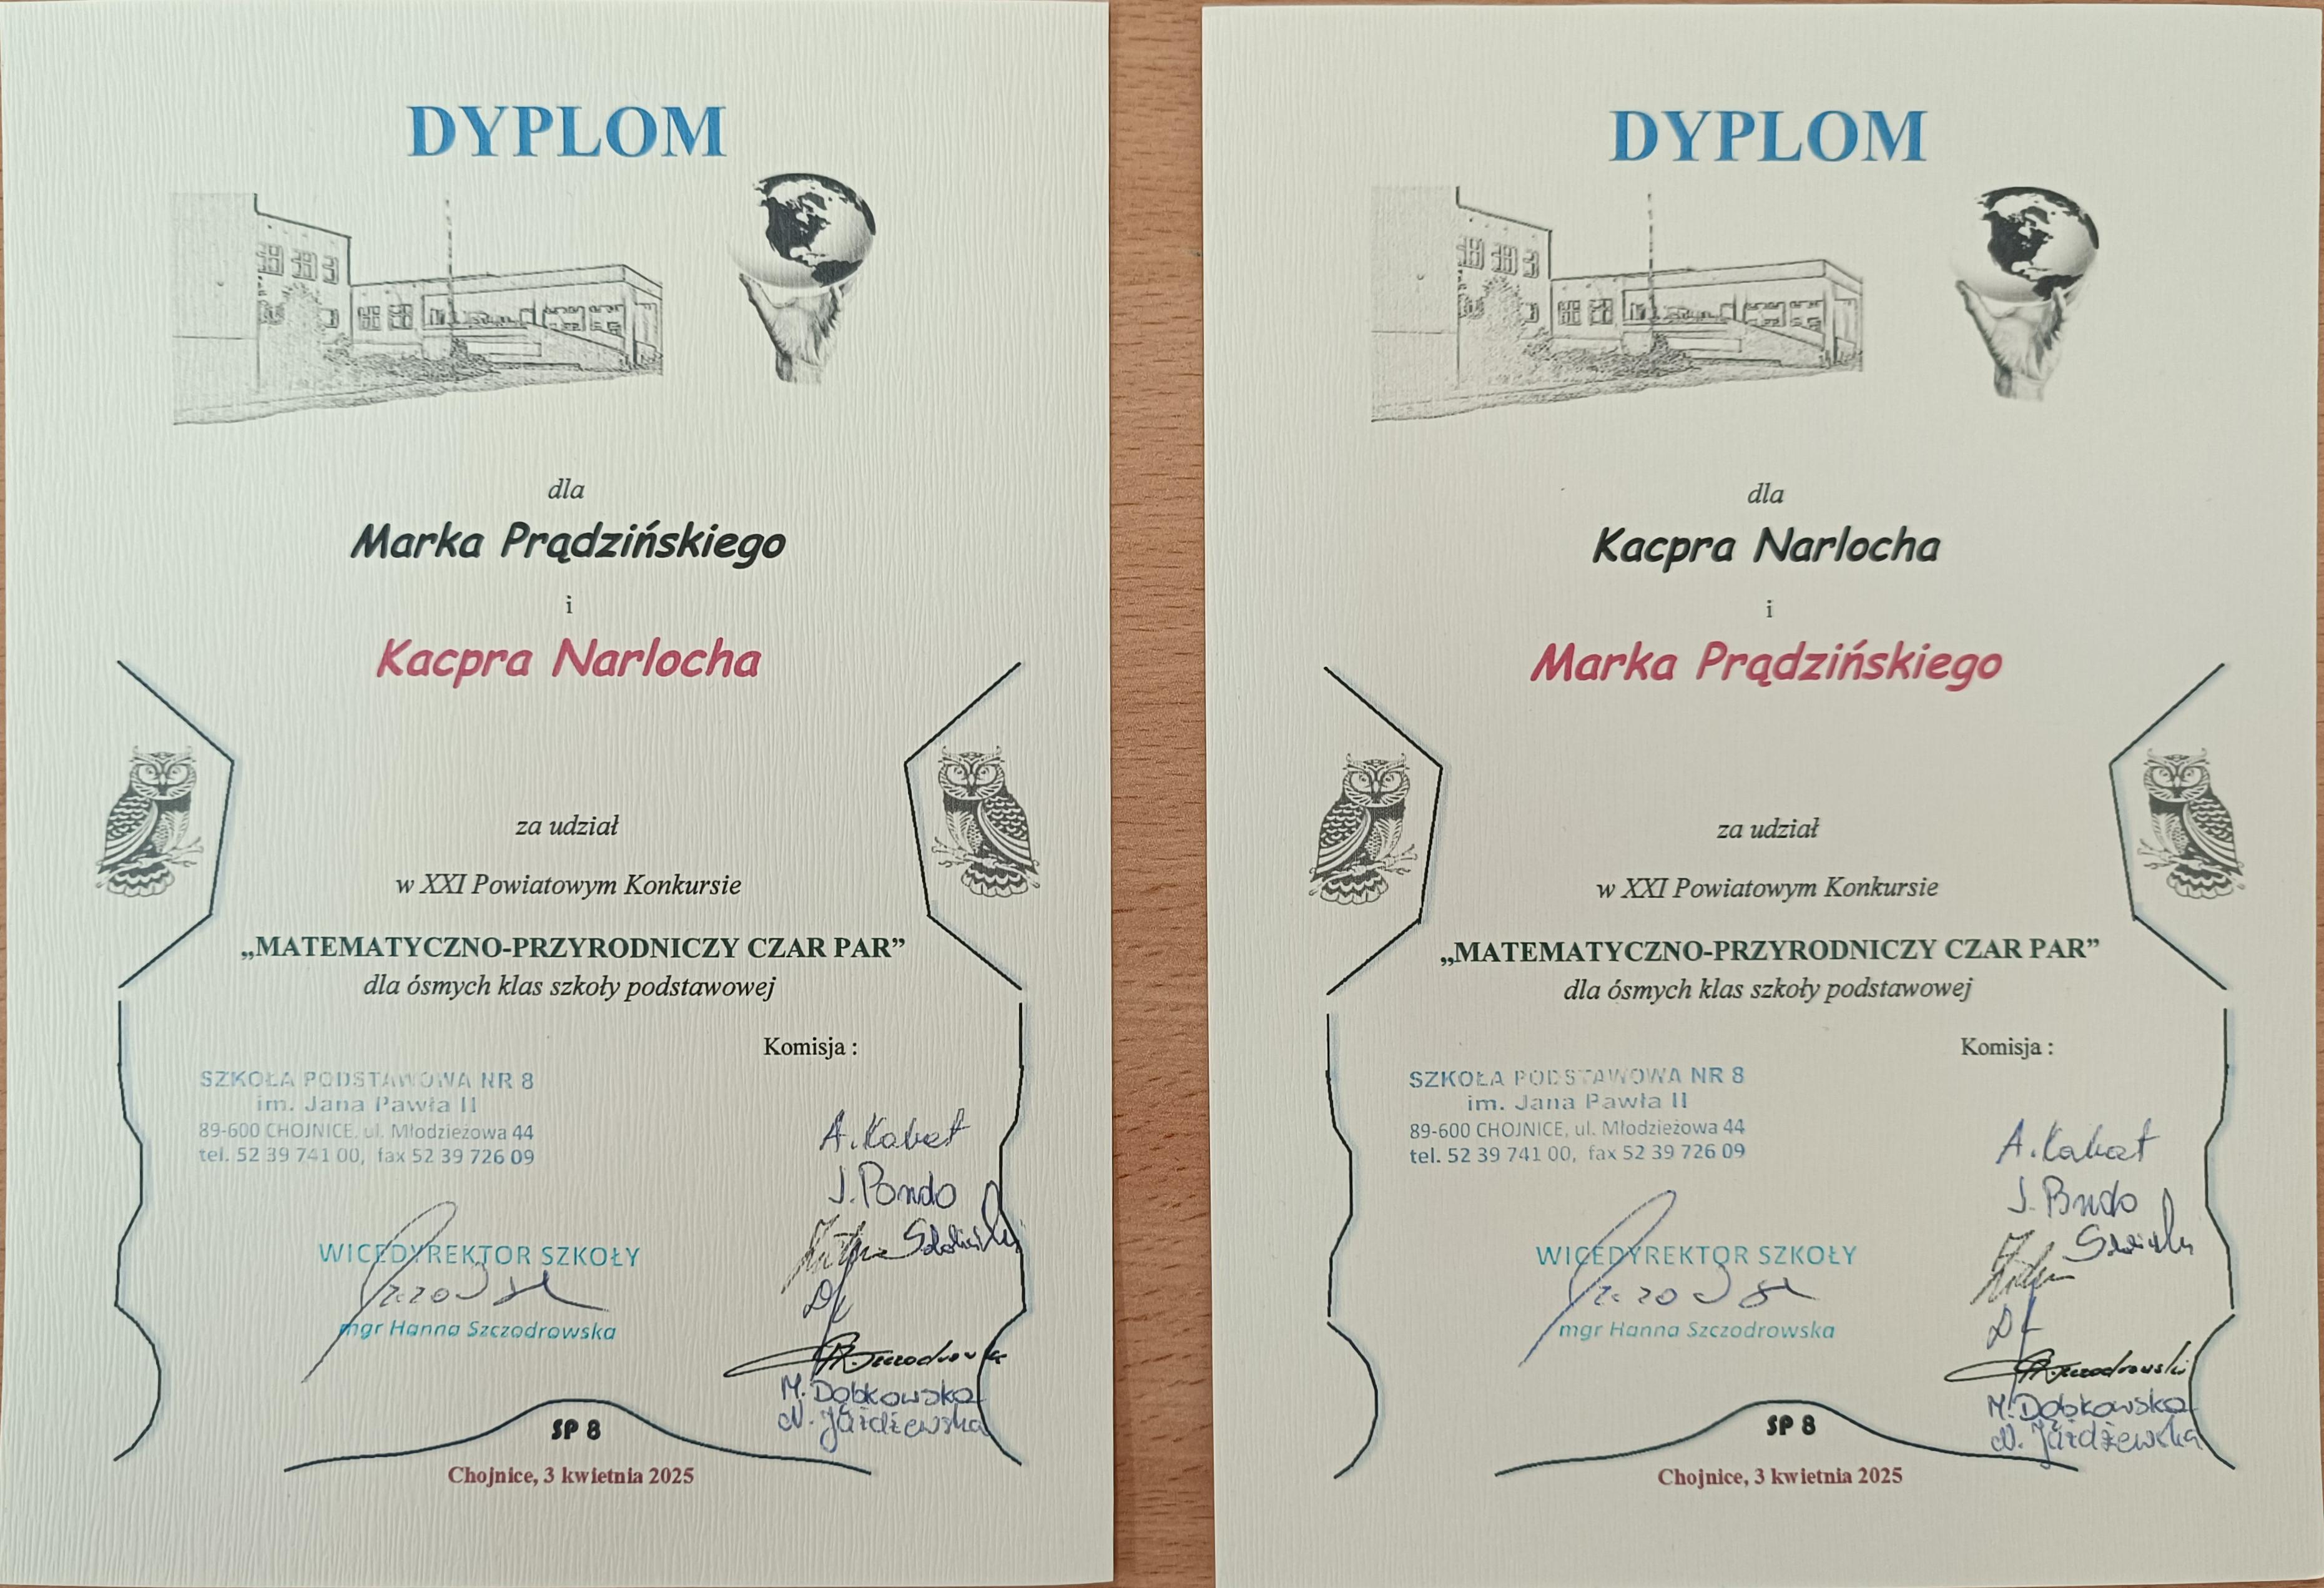 DYPLOM
dla
Marka Prądzińskiego
i
Kacpra Narlocha
za udział
w XXI Powiatowym Konkursie
„MATEMATYCZNO-PRZYRODNICZY CZAR PAR”
dla ósmych klas szkoły podstawowej
Komisja :
SZKOŁA PODSTAWOWA NR 8
im. Jana Pawła II
89-600 CHOJNICE, ul. Młodzieżowa 44
tel. 52 39 741 00, fax 52 39 726 09
A. Kabat
J. Pondo
WICEDYREKTOR SZKOŁY
mgr Hanna Szczodrowska
M. Dąbkowska
N. Jażdżewska
SP 8
Chojnice, 3 kwietnia 2025
DYPLOM
dla
Kacpra Narlocha
i
Marka Prądzińskiego
za udział
w XXI Powiatowym Konkursie
„MATEMATYCZNO-PRZYRODNICZY CZAR PAR”
dla ósmych klas szkoły podstawowej
Komisja :
SZKOŁA PODSTAWOWA NR 8
im. Jana Pawła II
89-600 CHOJNICE, ul. Młodzieżowa 44
tel. 52 39 741 00, fax 52 39 726 09
A. Kabat
J. Pondo
WICEDYREKTOR SZKOŁY
mgr Hanna Szczodrowska
M. Dąbkowska
N. Jażdżewska
SP 8
Chojnice, 3 kwietnia 2025